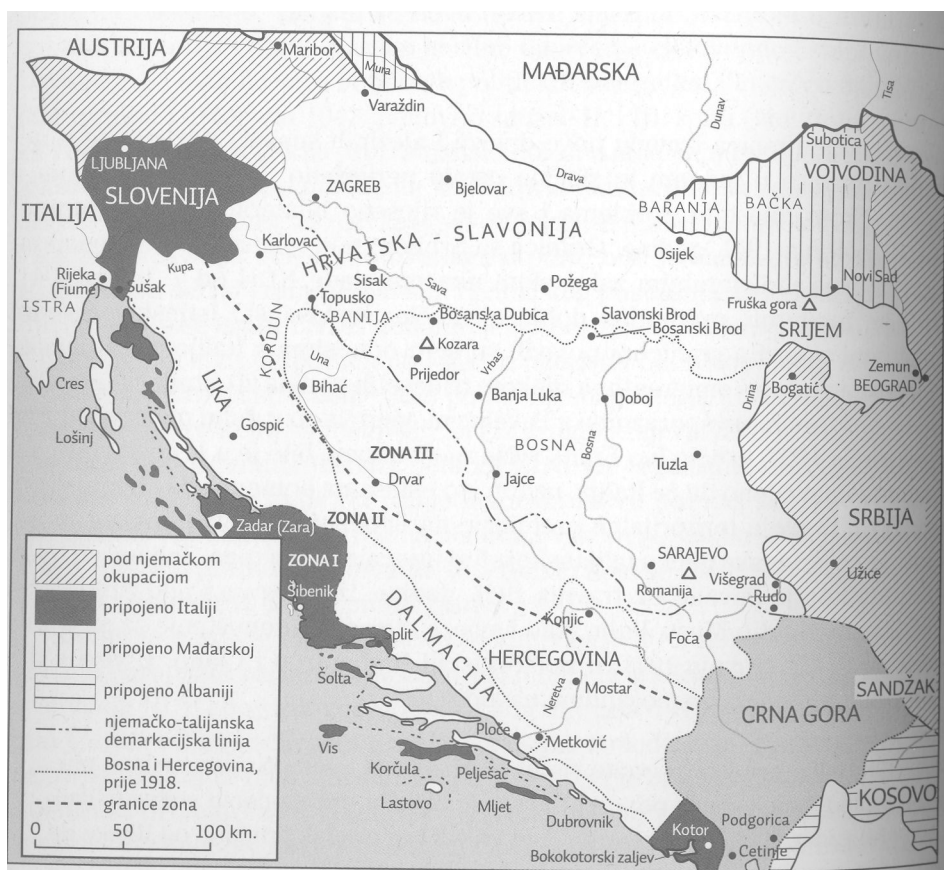 AUSTRIJA
Maribor
Mura
MAĐARSKA
Varaždin
Dunav
Tisa
Subotica
LJUBLJANA
SLOVENIJA
Drava
VOJVODINA
ZAGREB
Bjelovar
BARANJA
BAČKA
ITALIJA
Karlovac
HRVATSKA - SLAVONIJA
Osijek
Kupa
Rijeka
(Fiume)
Sušak
Sisak
Sava
Požega
Novi Sad
ISTRA
Topusko
BANIJA
Fruška gora
KORDUN
Bosanska Dubica
Slavonski Brod
Bosanski Brod
SRIJEM
Kozara
Una
Prijedor
Vrbas
Zemun
BEOGRAD
Cres
LIKA
Bihać
Banja Luka
Doboj
Drina
Bogatić
Lošinj
Gospić
BOSNA
Bosna
ZONA III
Tuzla
Drvar
Jajce
ZONA II
Zadar (Zara)
SRBIJA
ZONA I
SARAJEVO
Užice
Romanija
Višegrad
Rudo
Šibenik
Konjic
Foča
Split
DALMACIJA
HERCEGOVINA
Šolta
Neretva
Mostar
SANDŽAK
CRNA GORA
Vis
Ploče
Metković
Korčula
Pelješac
Lastovo
Mljet
KOSOVO
Dubrovnik
Kotor
Podgorica
Bokokotorski zaljev
Cetinje
pod njemačkom
okupacijom
pripojeno Italiji
pripojeno Mađarskoj
pripojeno Albaniji
njemačko-talijanska
demarkacijska linija
Bosna i Hercegovina,
prije 1918.
granice zona
0 50 100 km.